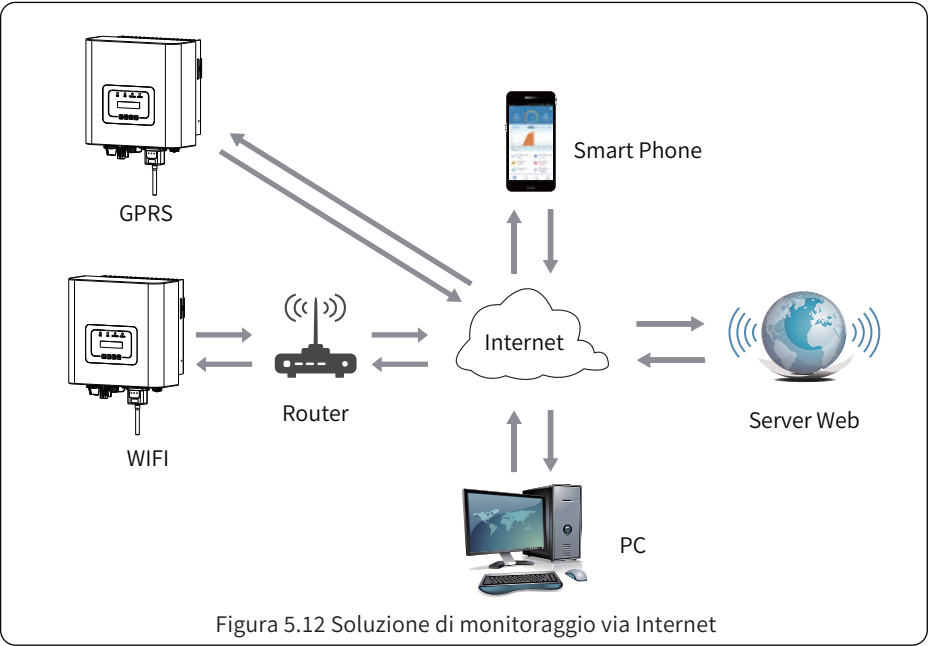 Smart Phone
GPRS
Internet
Router
Server Web
WIFI
PC
Figura 5.12 Soluzione di monitoraggio via Internet